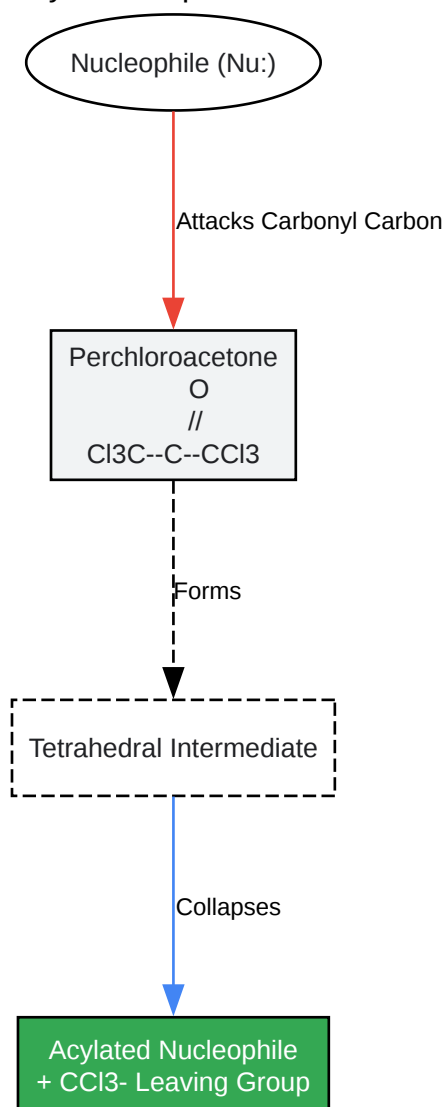 Nucleophile (Nu:)
Attacks Carbonyl Carbon
Perchloroacetone
O
//
Cl3C--C--CCl3
Forms
Tetrahedral Intermediate
Collapses
Acylated Nucleophile
+ CCl3- Leaving Group